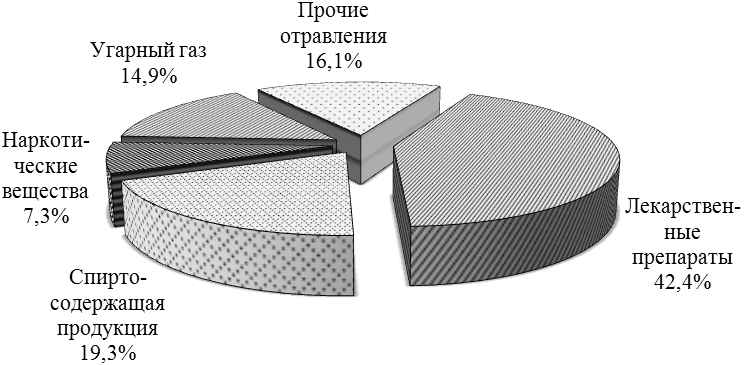 Прочие
отравления
16,1%
Угарный газ
14,9%
Наркоти-
ческие
вещества
7,3%
Лекарствен-
ные
препараты
42,4%
Спирто-
содержащая
продукция
19,3%